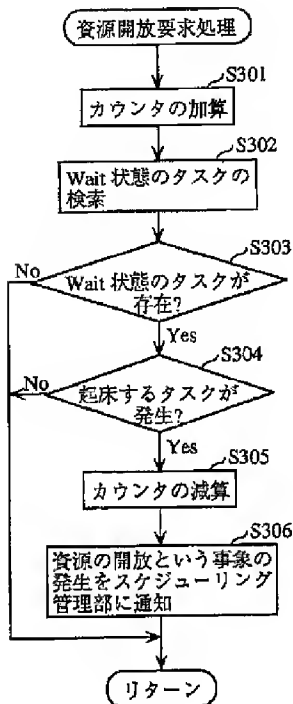 資源開放要求処理
S301
カウンタの加算
S302
Wait 状態のタスクの
検索
S303
No
Wait 状態のタスクが
存在?
Yes
S304
No
起床するタスクが
発生?
Yes
S305
カウンタの減算
S306
資源の開放という事象の
発生をスケジューリング
管理部に通知
リターン